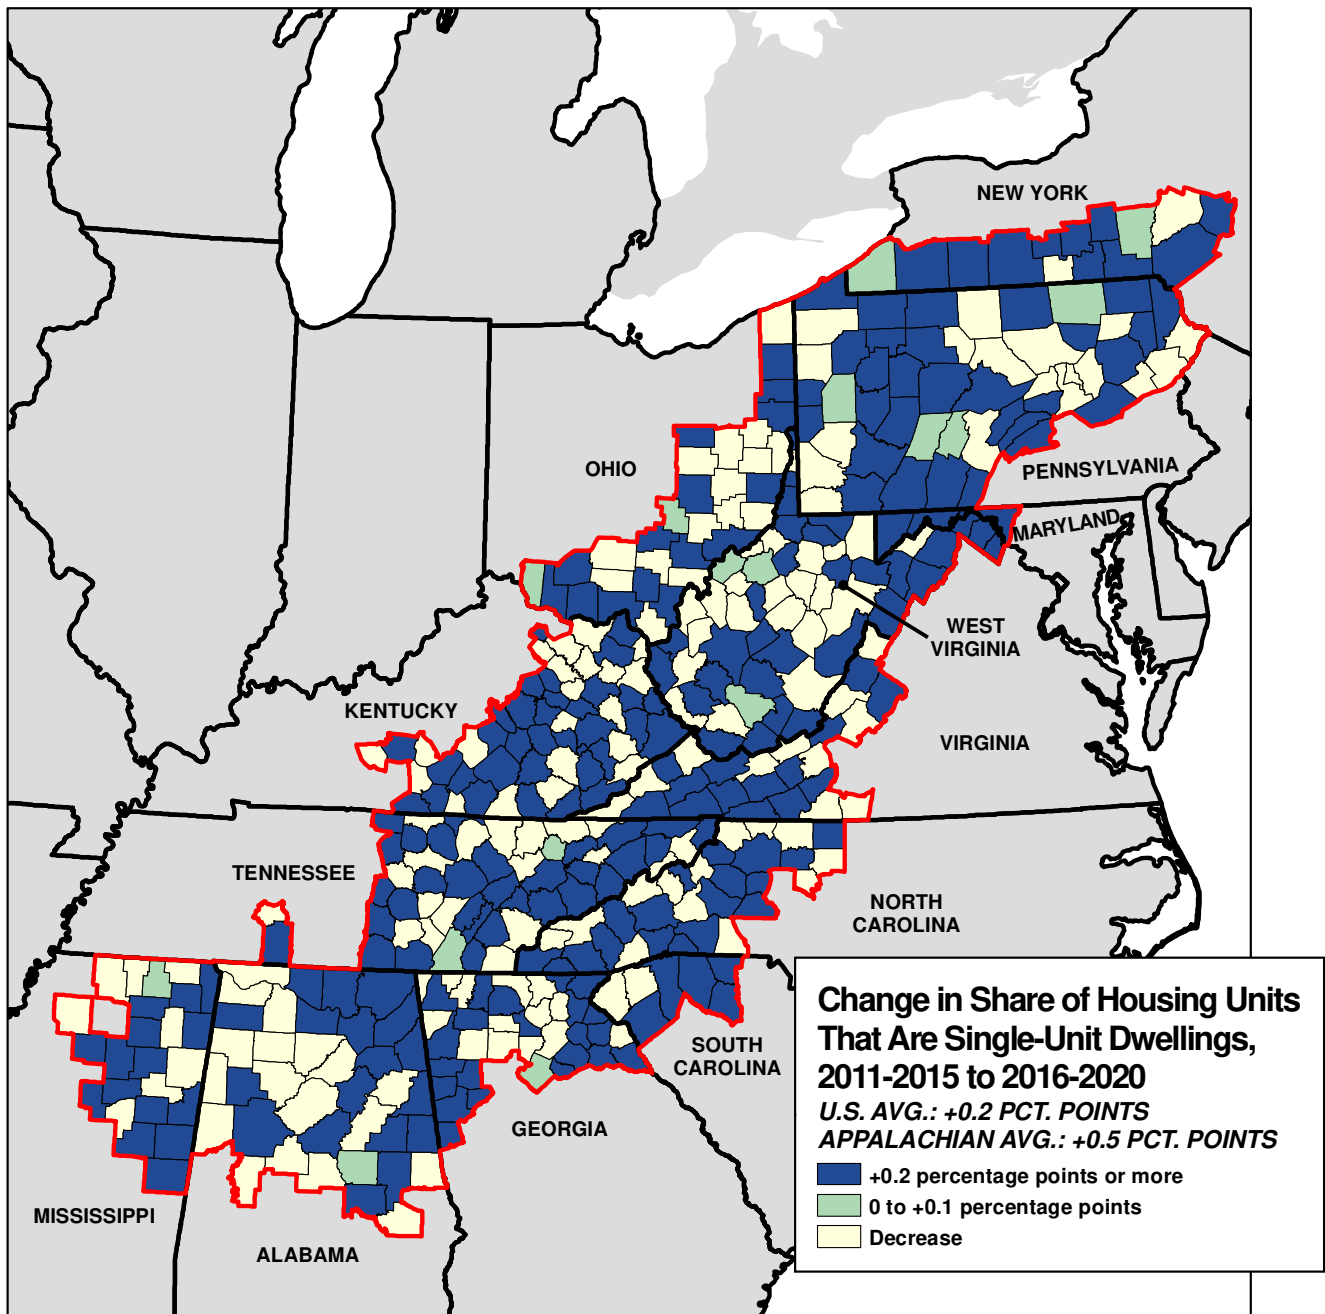 NEW YORK
OHIO
PENNSYLVANIA
MARYLAND
WEST
VIRGINIA
KENTUCKY
VIRGINIA
TENNESSEE
NORTH
CAROLINA
SOUTH
CAROLINA
GEORGIA
MISSISSIPPI
ALABAMA
Change in Share of Housing Units
That Are Single-Unit Dwellings,
2011-2015 to 2016-2020
U.S. AVG.: +0.2 PCT. POINTS
APPALACHIAN AVG.: +0.5 PCT. POINTS
+0.2 percentage points or more
0 to +0.1 percentage points
Decrease